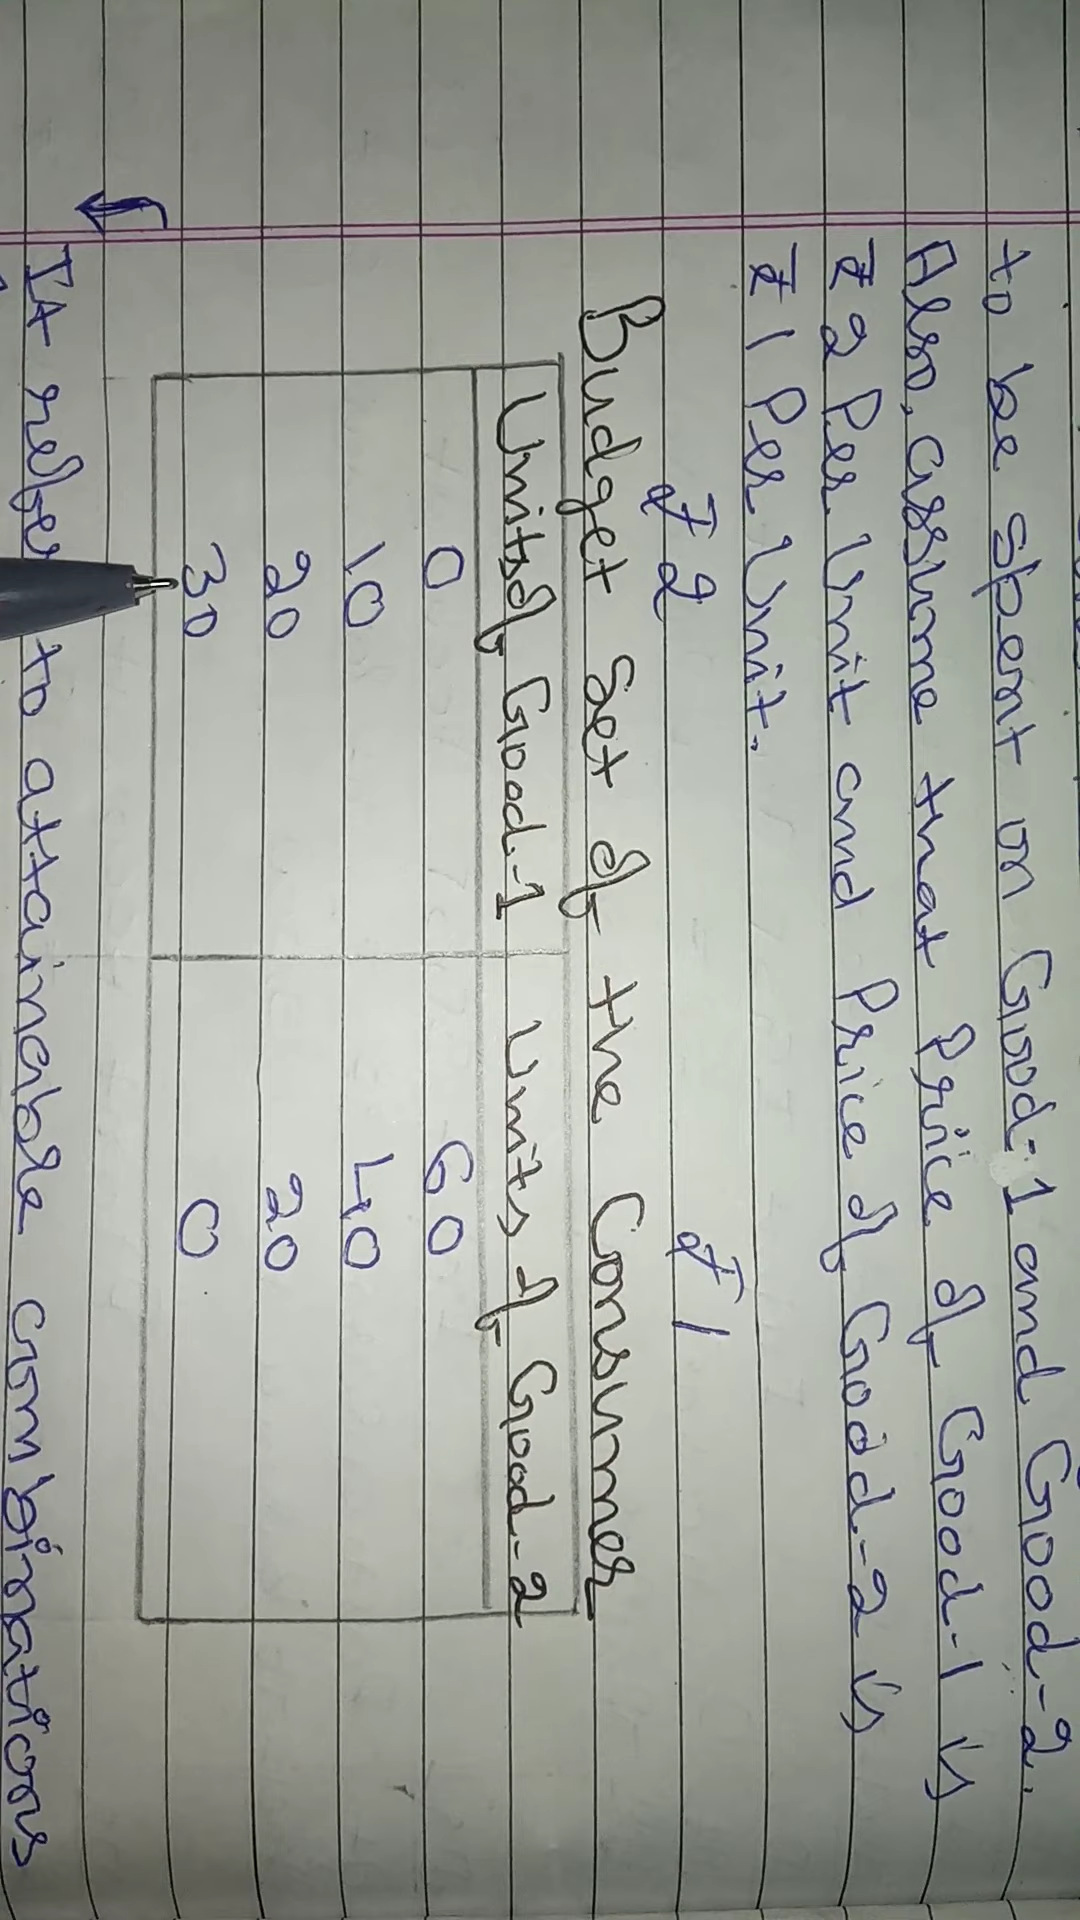 to be spent on Good-1 and Good-2.
Also, assume that Price of Good-1 is
₹ 2 Per Unit and Price of Good-2 is
₹ 1 Per Unit.
₹ 2 ₹ 1
Budget Set of the Consumer
Units of Good-1 Units of Good-2
0 60
10 40
20 20
30 0
It refer to attainable combinations